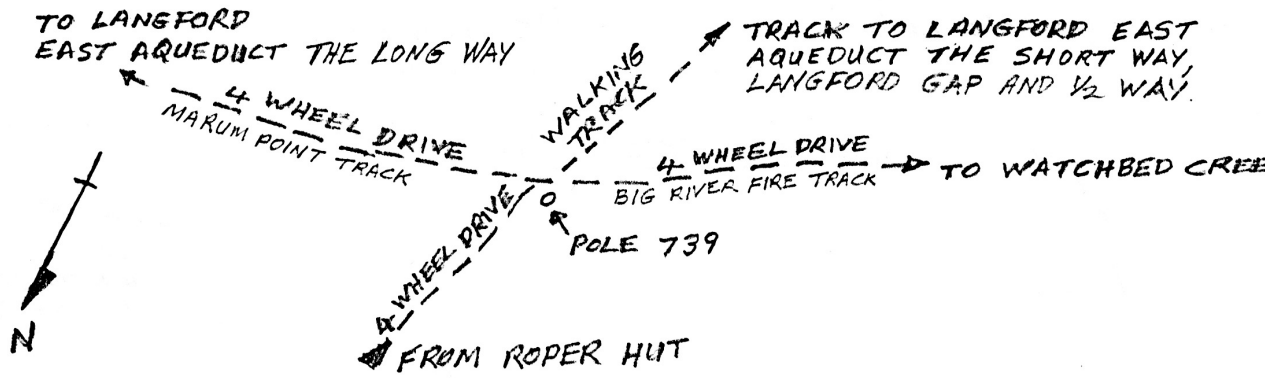 TO LANGFORD
EAST AQUEDUCT THE LONG WAY
TRACK TO LANGFORD EAST
AQUEDUCT THE SHORT WAY,
LANGFORD GAP AND ½ WAY.
WALKING
TRACK
4 WHEEL DRIVE
MARUM POINT TRACK
4 WHEEL DRIVE
BIG RIVER FIRE TRACK
TO WATCHBED CREE
POLE 739
4 WHEEL DRIVE
FROM ROPER HUT
N